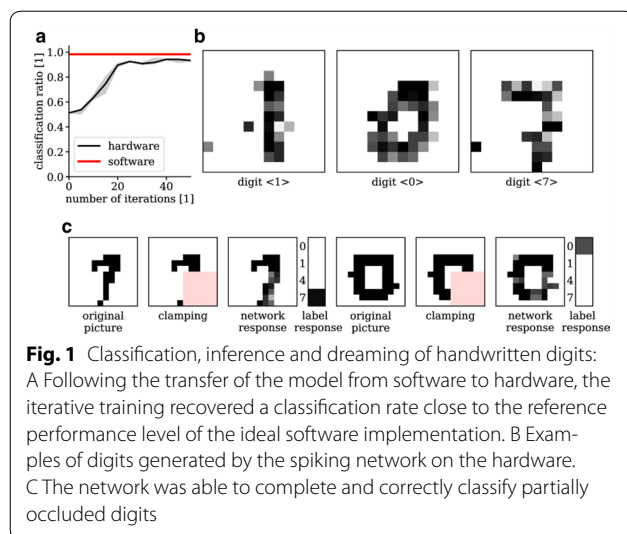 a
b
classification ratio [1]
1.0
0.8
0.6
0.4
0.2
0.0
hardware
software
0
20
40
number of iterations [1]
digit <1>
digit <0>
digit <7>
c
0
1
4
7
0
1
4
7
original
picture
clamping
network
response
label
response
original
picture
clamping
network
response
label
response
Fig. 1 Classification, inference and dreaming of handwritten digits:
A Following the transfer of the model from software to hardware, the
iterative training recovered a classification rate close to the reference
performance level of the ideal software implementation. B Exam-
ples of digits generated by the spiking network on the hardware.
C The network was able to complete and correctly classify partially
occluded digits